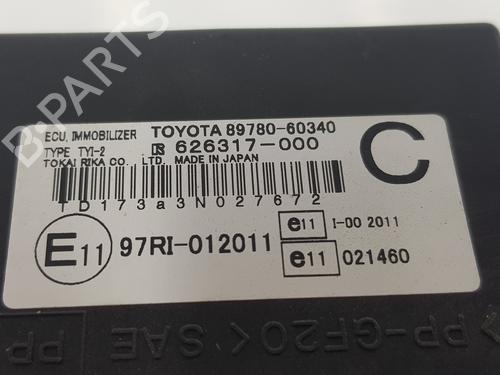 ECU, IMMOBILIZER TOYOTA 89780-60340
TYPE TYI-2 626317-000
TOKAI RIKA CO. LTD. MADE IN JAPAN
C
TD173a3N027672
E11 97RI-012011
e11 I-00 2011
e11 021460
PP-GF20< SAE PP
B-PARTS